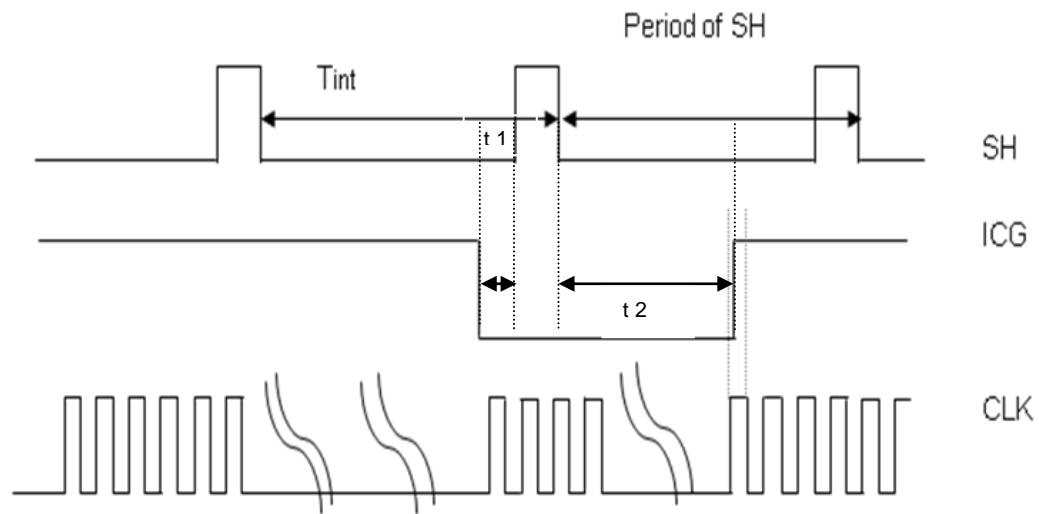 Period of SH
Tint
t 1
SH
ICG
t 2
CLK